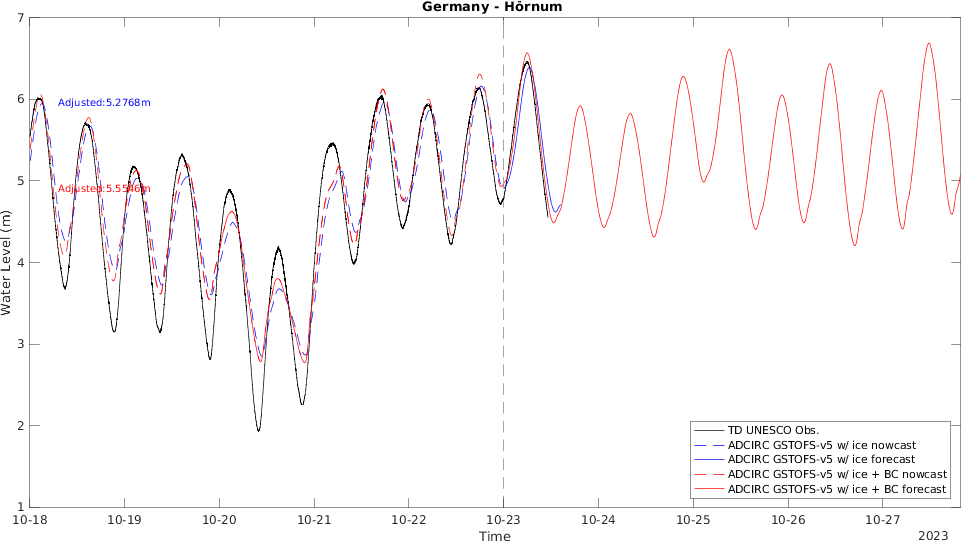 Germany - Hörnum
7
6
5
4
3
2
1
Water Level (m)
Adjusted:5.2768m
Adjusted:5.5546m
TD UNESCO Obs.
ADCIRC GSTOFS-v5 w/ ice nowcast
ADCIRC GSTOFS-v5 w/ ice forecast
ADCIRC GSTOFS-v5 w/ ice + BC nowcast
ADCIRC GSTOFS-v5 w/ ice + BC forecast
10-18 10-19 10-20 10-21 10-22 10-23 10-24 10-25 10-26 10-27
Time
2023